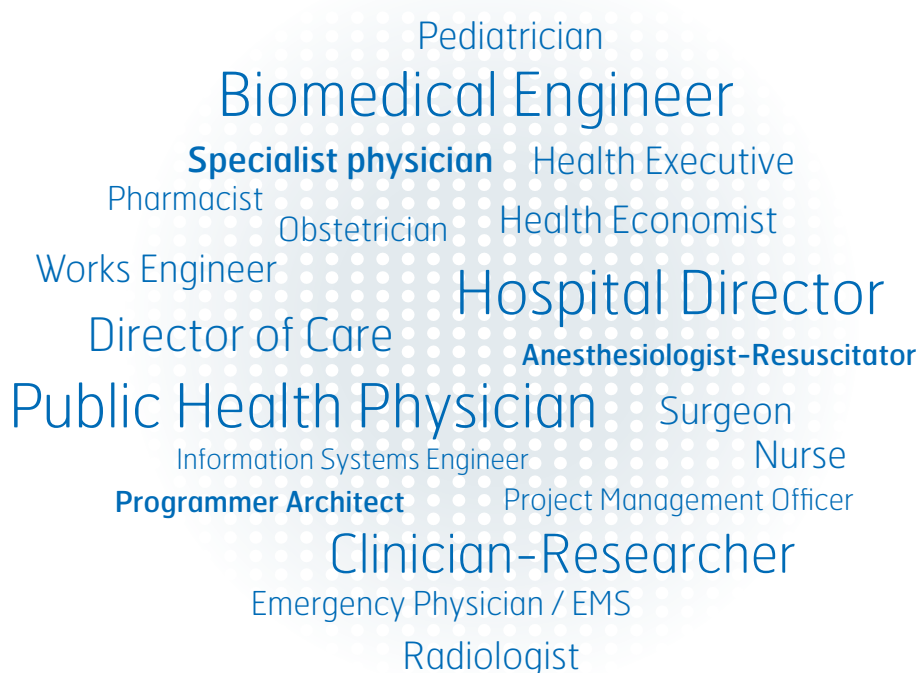 Pediatrician
Biomedical Engineer
Specialist physician
Health Executive
Pharmacist
Obstetrician
Health Economist
Works Engineer
Hospital Director
Director of Care
Anesthesiologist-Resuscitator
Public Health Physician
Surgeon
Information Systems Engineer
Nurse
Programmer Architect
Project Management Officer
Clinician-Researcher
Emergency Physician / EMS
Radiologist